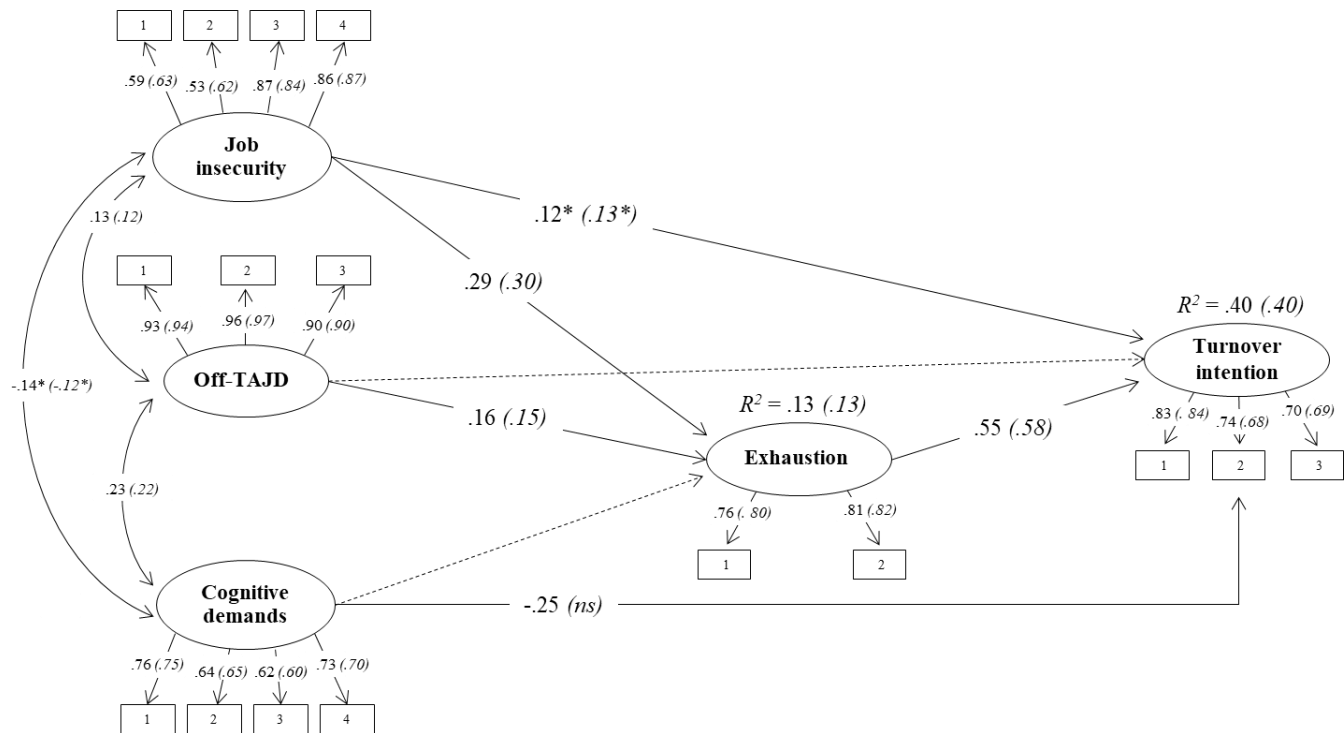 1 2 3 4
.59 (.63) .53 (.62) .87 (.84) .86 (.87)
Job
insecurity
.13 (.12)
.12* (.13*)
1 2 3
.93 (.94) .96 (.97) .90 (.90)
.29 (.30)
R² = .40 (.40)
Turnover
intention
-.14* (-.12*)
Off-TAJD
.16 (.15)
R² = .13 (.13)
.55 (.58)
.83 (. 84) .74 (.68) .70 (.69)
1 2 3
Exhaustion
.23 (.22)
.76 (. 80) .81 (.82)
1 2
Cognitive
demands
-.25 (ns)
.76 (.75) .64 (.65) .62 (.60) .73 (.70)
1 2 3 4